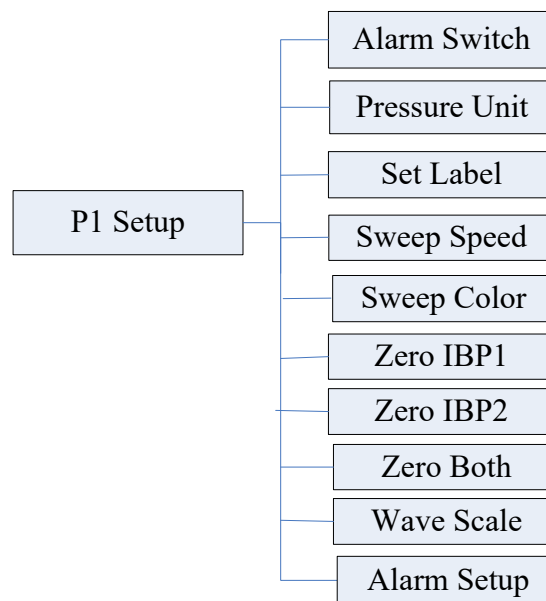 Alarm Switch
Pressure Unit
Set Label
P1 Setup
Sweep Speed
Sweep Color
Zero IBP1
Zero IBP2
Zero Both
Wave Scale
Alarm Setup